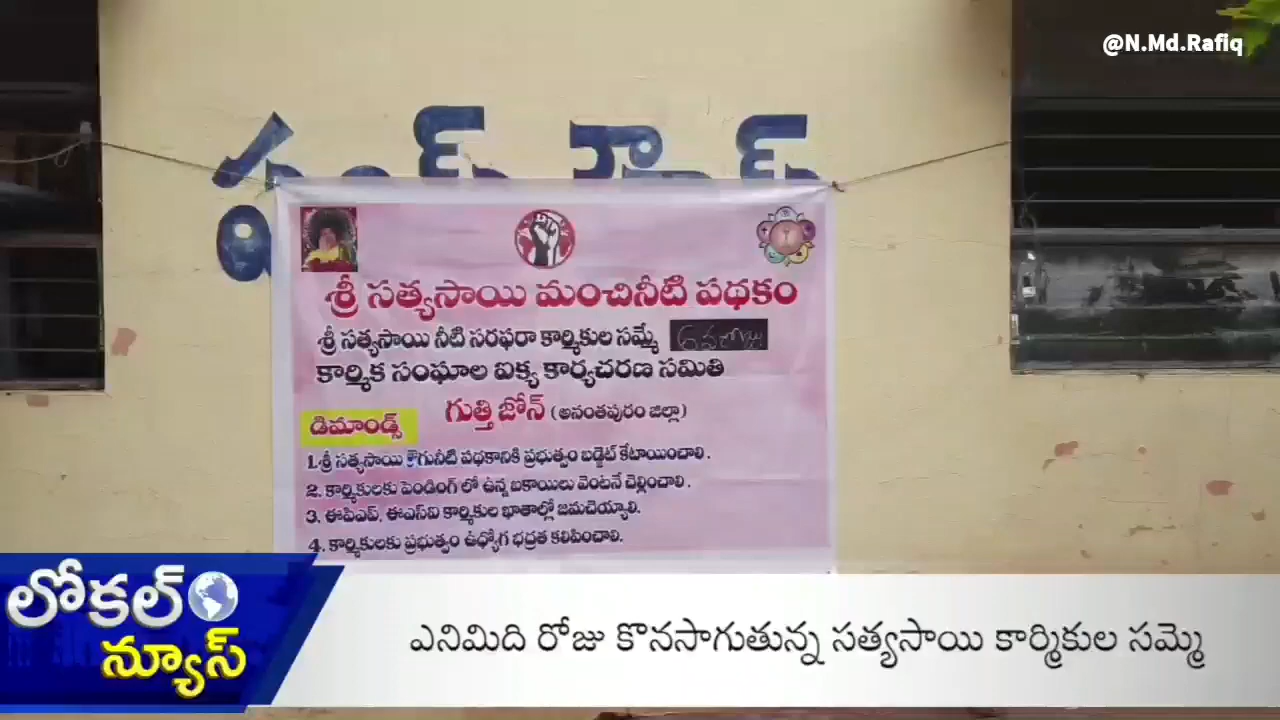 @N.Md.Rafiq
శ్రీ సత్యసాయి మంచినీటి పథకం
శ్రీ సత్యసాయి నీటి సరఫరా కార్మికుల సమ్మే 6వ రోజు
కార్మిక సంఘాల ఐక్య కార్యచరణ సమితి
గుత్తి జోన్ (అనంతపురం జిల్లా)
డిమాండ్స్
1. శ్రీ సత్యసాయి త్రాగునీటి పథకానికి ప్రభుత్వం బడ్జెట్ కేటాయించాలి.
2. కార్మికులకు పెండింగ్ లో ఉన్న బకాయిలు వెంటనే చెల్లించాలి.
3. ఈపిఎఫ్, ఈఎస్ఐ కార్మికుల ఖాతాల్లో జమచెయ్యాలి.
4. కార్మికులకు ప్రభుత్వం ఉద్యోగ భద్రత కలిపించాలి.
లోకల్
న్యూస్
ఎనిమిది రోజు కొనసాగుతున్న సత్యసాయి కార్మికుల సమ్మె